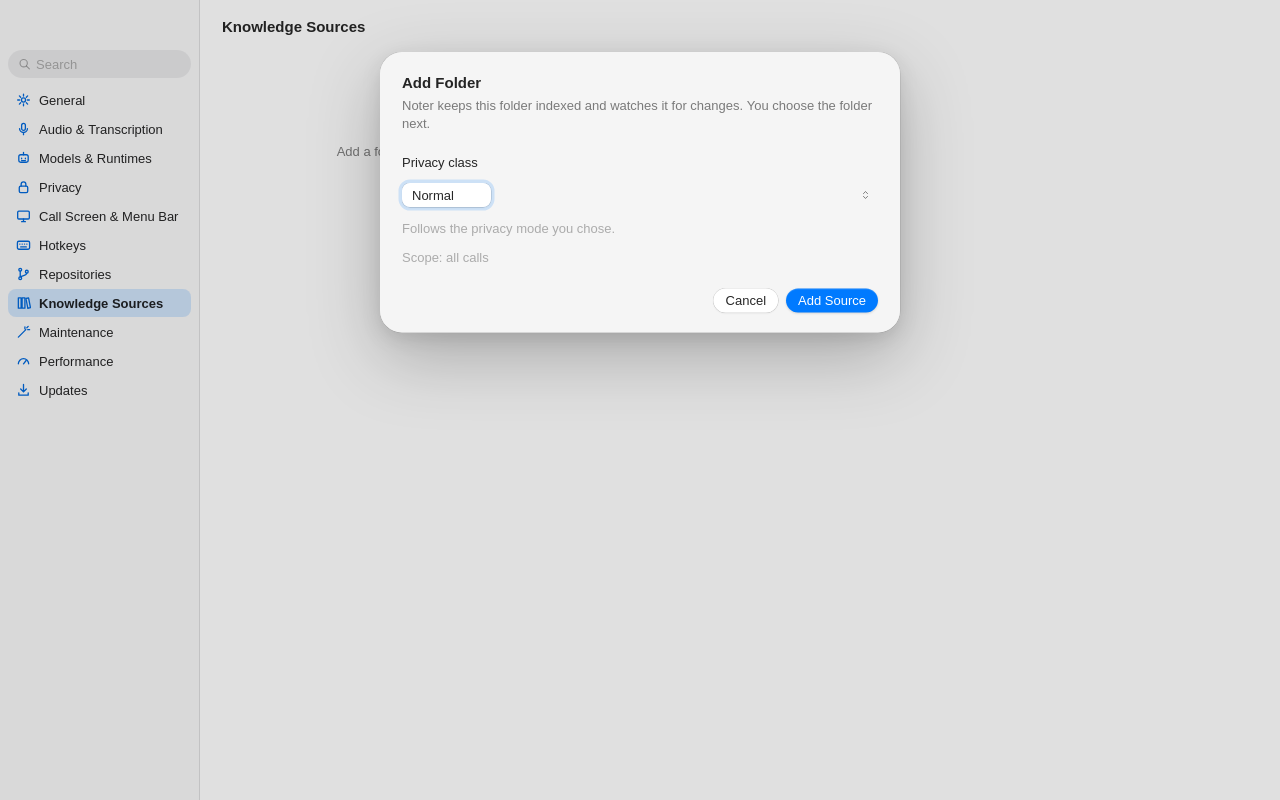 Knowledge Sources
Search
General
Audio & Transcription
Models & Runtimes
Privacy
Call Screen & Menu Bar
Hotkeys
Repositories
Knowledge Sources
Maintenance
Performance
Updates
Add a
Add Folder
Noter keeps this folder indexed and watches it for changes. You choose the folder
next.
Privacy class
Normal
Follows the privacy mode you chose.
Scope: all calls
Cancel
Add Source